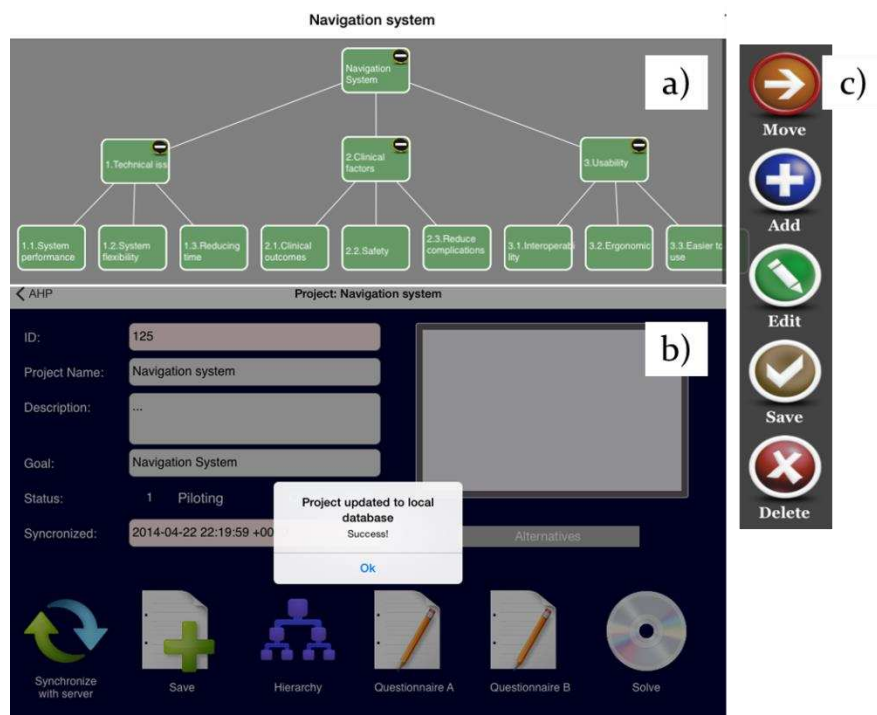 Navigation system
a)
Navigation
System
1.Technical iss
2.Clinical
factors
3.Usability
1.1.System
performance
1.2.System
flexibility
1.3.Reducing
time
2.1.Clinical
outcomes
2.2.Safety
2.3.Reduce
complications
3.1.Interoperabi
lity
3.2.Ergonomic
3.3.Easier to
use
AHP
Project: Navigation system
b)
ID:
125
Project Name:
Navigation system
Description:
...
Goal:
Navigation System
Status:
1 Piloting
Syncronized:
2014-04-22 22:19:59 +00
Project updated to local
database
Success!
Ok
Alternatives
Synchronize
with server
Save
Hierarchy
Questionnaire A
Questionnaire B
Solve
c)
Move
Add
Edit
Save
Delete